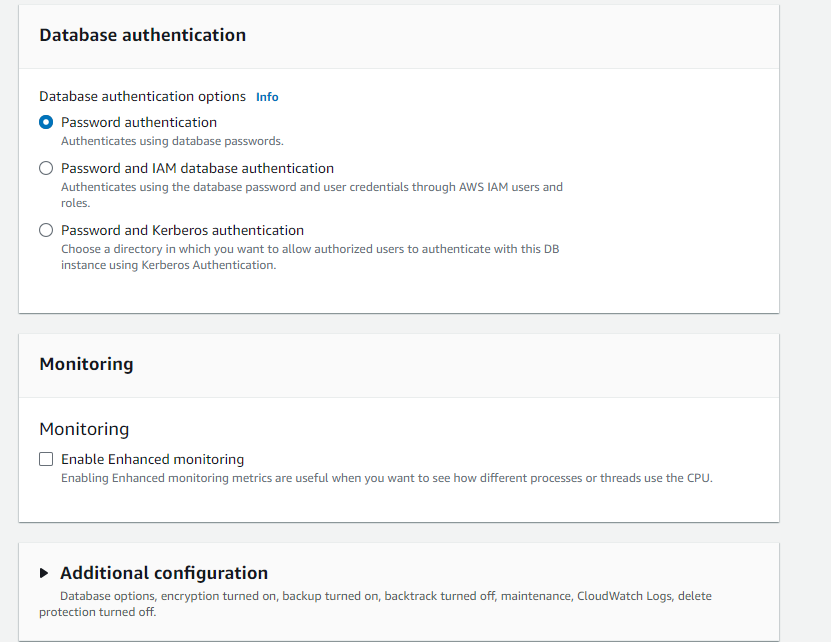 Database authentication
Database authentication options Info
Password authentication
Authenticates using database passwords.
Password and IAM database authentication
Authenticates using the database password and user credentials through AWS IAM users and
roles.
Password and Kerberos authentication
Choose a directory in which you want to allow authorized users to authenticate with this DB
instance using Kerberos Authentication.
Monitoring
Monitoring
Enable Enhanced monitoring
Enabling Enhanced monitoring metrics are useful when you want to see how different processes or threads use the CPU.
Additional configuration
Database options, encryption turned on, backup turned on, backtrack turned off, maintenance, CloudWatch Logs, delete
protection turned off.